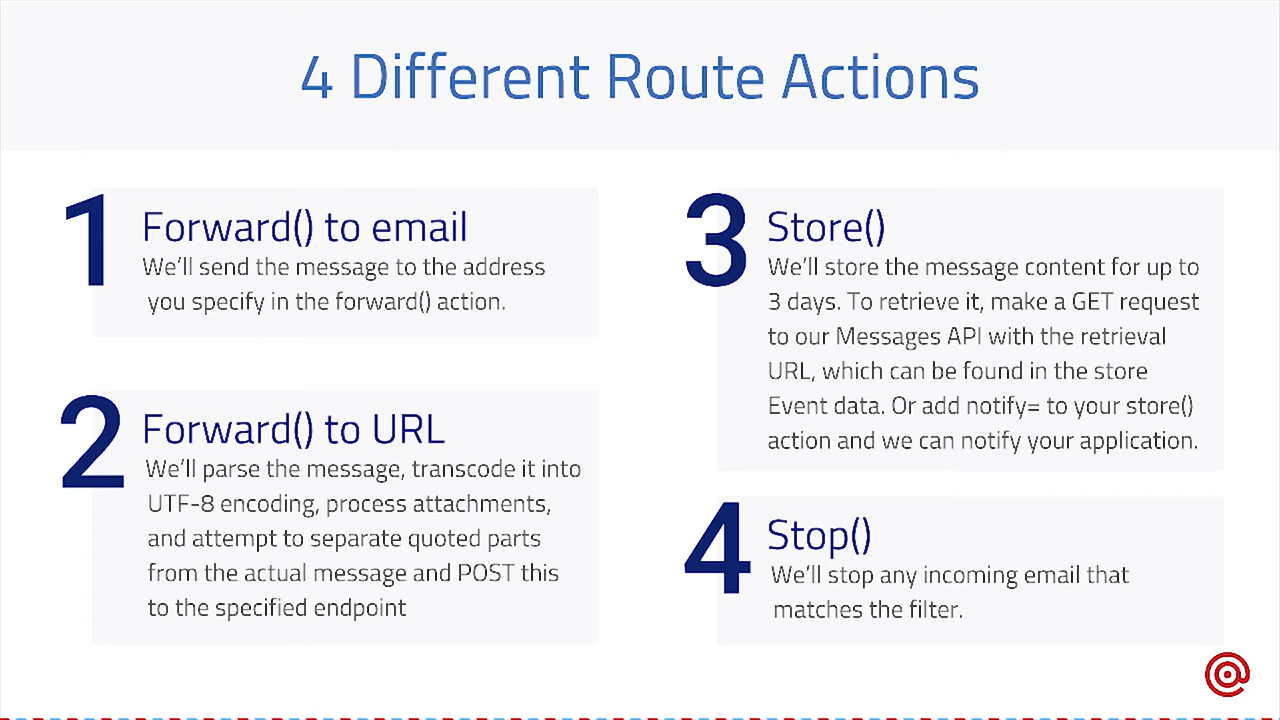 4 Different Route Actions
1
Forward() to email
We'll send the message to the address
you specify in the forward() action.
2
Forward() to URL
We'll parse the message, transcode it into
UTF-8 encoding, process attachments,
and attempt to separate quoted parts
from the actual message and POST this
to the specified endpoint
3
Store()
We'll store the message content for up to
3 days. To retrieve it, make a GET request
to our Messages API with the retrieval
URL, which can be found in the store
Event data. Or add notify= to your store()
action and we can notify your application.
4
Stop()
We'll stop any incoming email that
matches the filter.